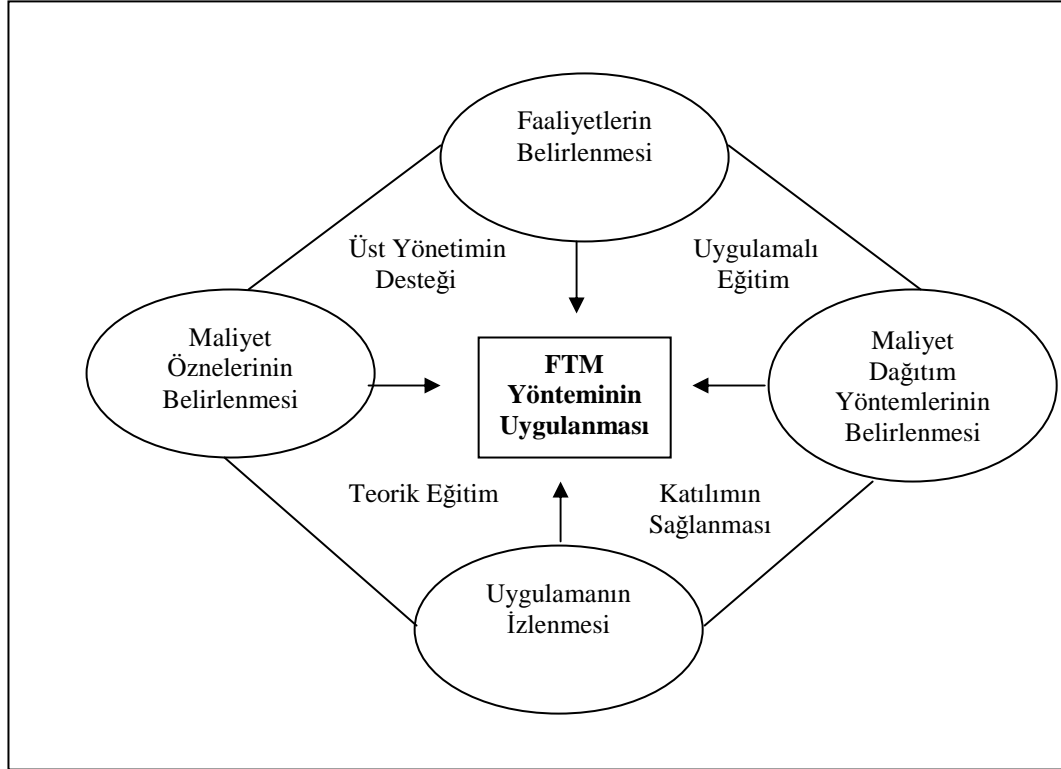 Faaliyetlerin
Belirlenmesi
Üst Yönetimin
Desteği
Uygulamalı
Eğitim
Maliyet
Öznelerinin
Belirlenmesi
FTM
Yönteminin
Uygulanması
Maliyet
Dağıtım
Yöntemlerinin
Belirlenmesi
Teorik Eğitim
Katılımın
Sağlanması
Uygulamanın
İzlenmesi